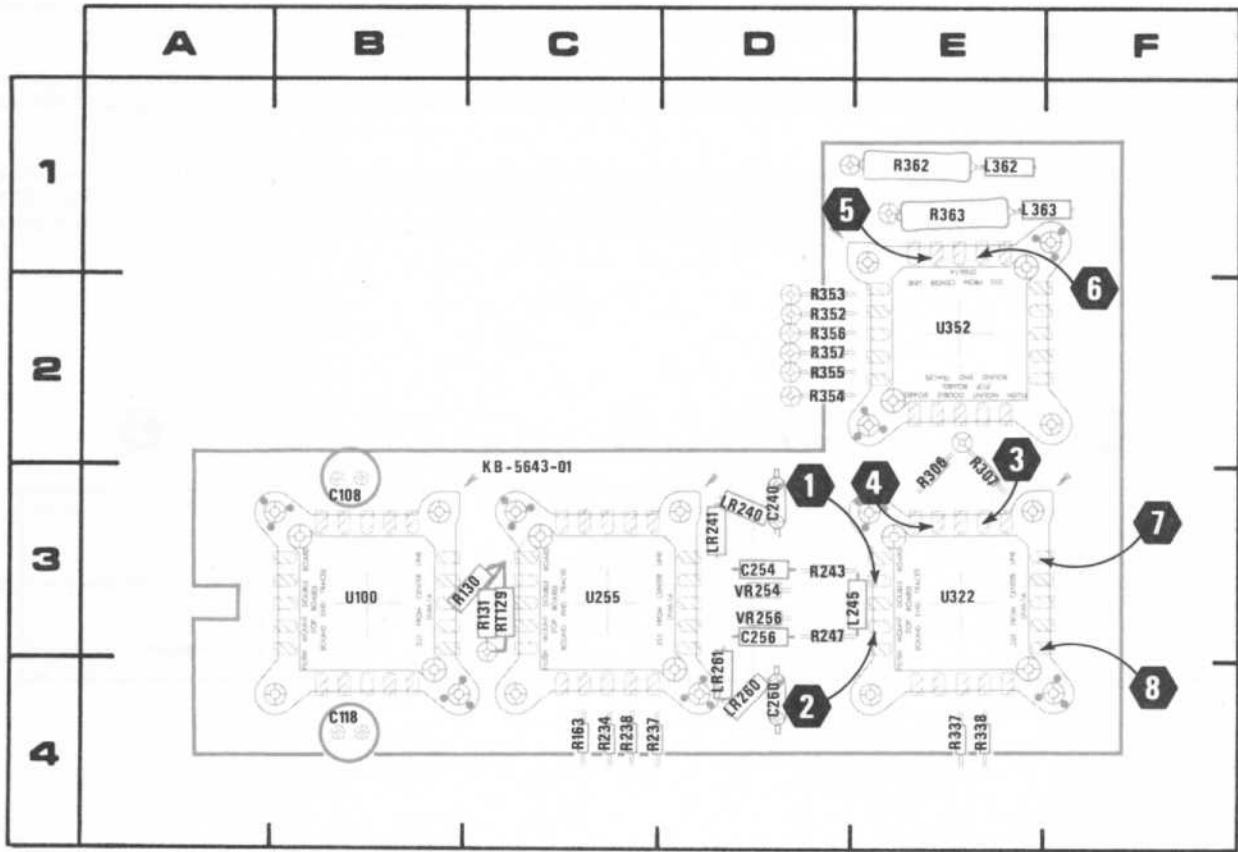 A B C D E F
1
R362 L362
5 R363 L363
6
R353
R352
R356 U352
2 R357
R355
R354
KB-5643-01
C108 1 4 R306 R307 3
LR240 C240
LR241
3 7
C254 R243
R130 VR254
U100 R131 RT129 U255 L245 U322
VR256
C256 R247
LR261
LR260 C260 2 8
C118
R163 R234 R238 R237 R337 R338
4